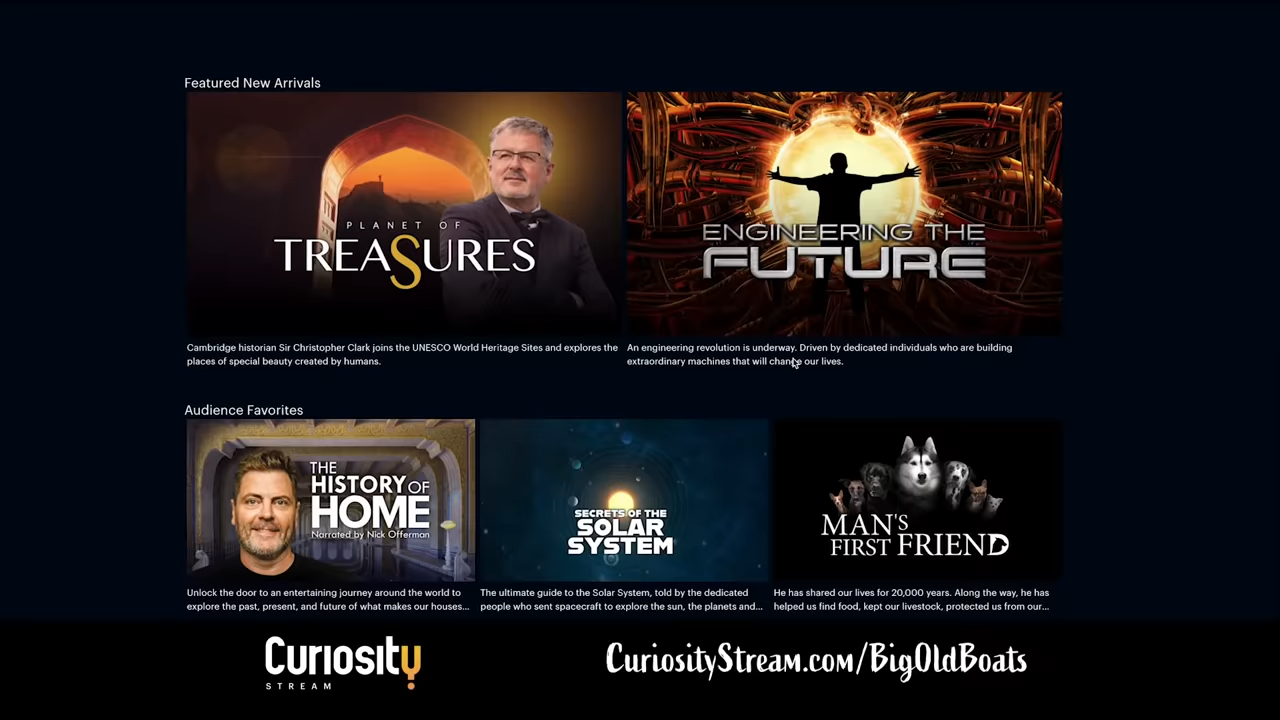 Featured New Arrivals
PLANET OF
TREASURES
ENGINEERING THE
FUTURE
Cambridge historian Sir Christopher Clark joins the UNESCO World Heritage Sites and explores the
places of special beauty created by humans.
An engineering revolution is underway. Driven by dedicated individuals who are building
extraordinary machines that will change our lives.
Audience Favorites
THE
HISTORY OF
HOME
Narrated by Nick Offerman
SECRETS OF THE
SOLAR
SYSTEM
MAN'S
FIRST FRIEND
Unlock the door to an entertaining journey around the world to
explore the past, present, and future of what makes our houses...
The ultimate guide to the Solar System, told by the dedicated
people who sent spacecraft to explore the sun, the planets and...
He has shared our lives for 20,000 years. Along the way, he has
helped us find food, kept our livestock, protected us from our...
Curiosity
STREAM
CuriosityStream.com/BigOldBoats